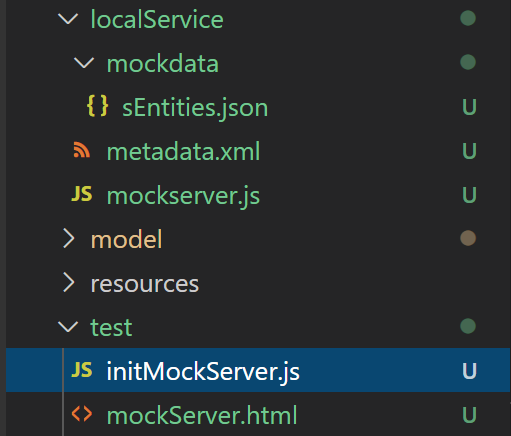 localService
mockdata
{} sEntities.json U
metadata.xml U
JS mockserver.js U
model
resources
test
JS initMockServer.js U
<> mockServer.html U